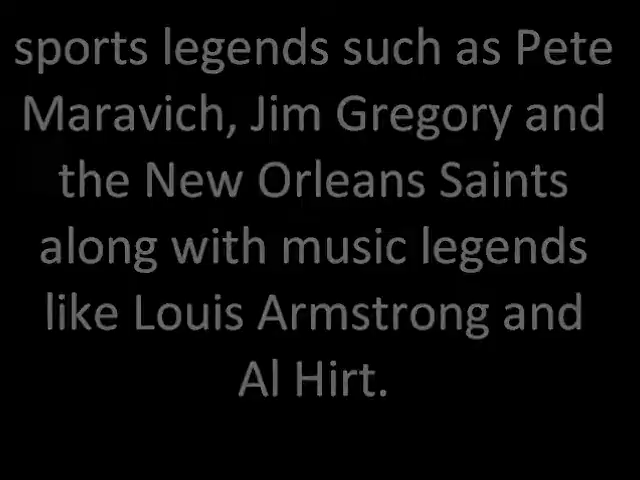 sports legends such as Pete
Maravich, Jim Gregory and
the New Orleans Saints
along with music legends
like Louis Armstrong and
Al Hirt.